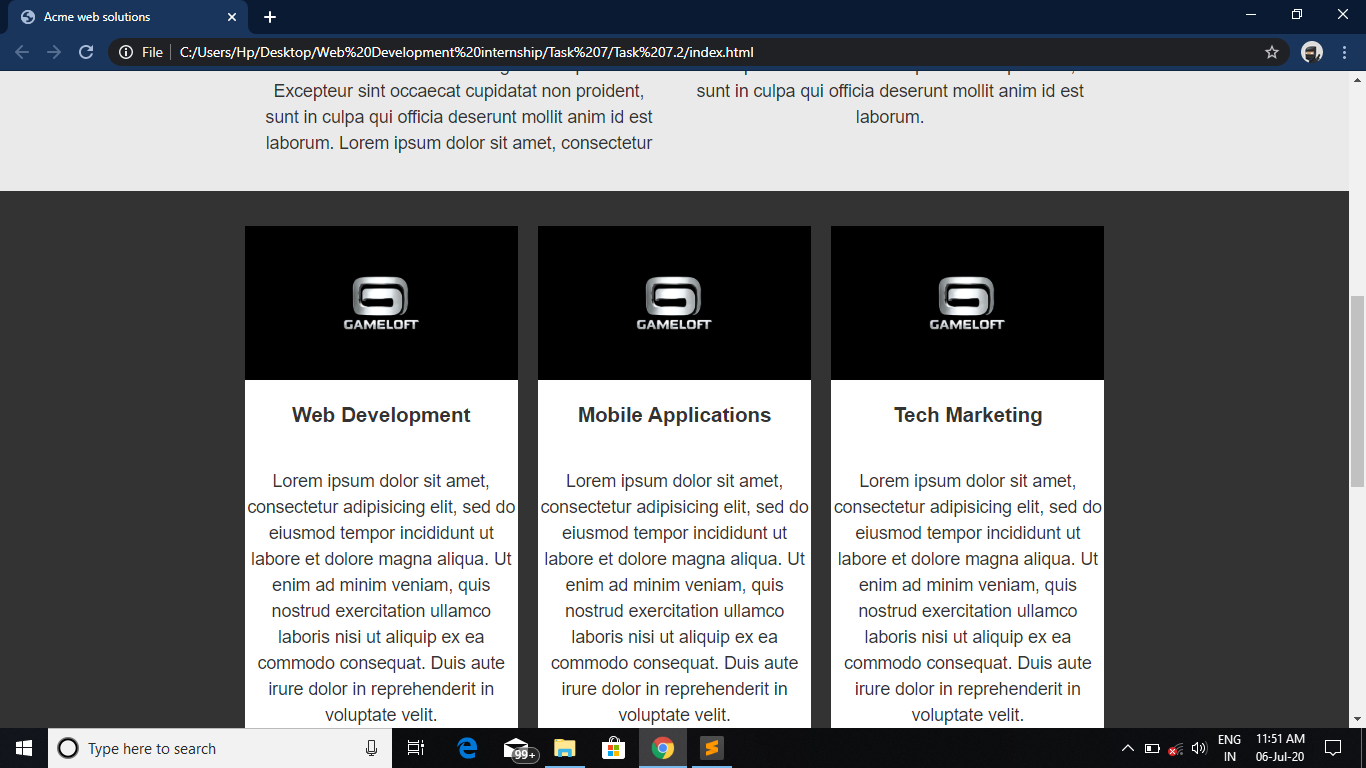 Acme web solutions
File
C:/Users/Hp/Desktop/Web%20Development%20internship/Task%207/Task%207.2/index.html
Excepteur sint occaecat cupidatat non proident,
sunt in culpa qui officia deserunt mollit anim id est
laborum. Lorem ipsum dolor sit amet, consectetur
sunt in culpa qui officia deserunt mollit anim id est
laborum.
GAMELOFT
Web Development
Lorem ipsum dolor sit amet,
consectetur adipisicing elit, sed do
eiusmod tempor incididunt ut
labore et dolore magna aliqua. Ut
enim ad minim veniam, quis
nostrud exercitation ullamco
laboris nisi ut aliquip ex ea
commodo consequat. Duis aute
irure dolor in reprehenderit in
voluptate velit.
GAMELOFT
Mobile Applications
Lorem ipsum dolor sit amet,
consectetur adipisicing elit, sed do
eiusmod tempor incididunt ut
labore et dolore magna aliqua. Ut
enim ad minim veniam, quis
nostrud exercitation ullamco
laboris nisi ut aliquip ex ea
commodo consequat. Duis aute
irure dolor in reprehenderit in
voluptate velit.
GAMELOFT
Tech Marketing
Lorem ipsum dolor sit amet,
consectetur adipisicing elit, sed do
eiusmod tempor incididunt ut
labore et dolore magna aliqua. Ut
enim ad minim veniam, quis
nostrud exercitation ullamco
laboris nisi ut aliquip ex ea
commodo consequat. Duis aute
irure dolor in reprehenderit in
voluptate velit.
Type here to search
99+
ENG
IN
11:51 AM
06-Jul-20